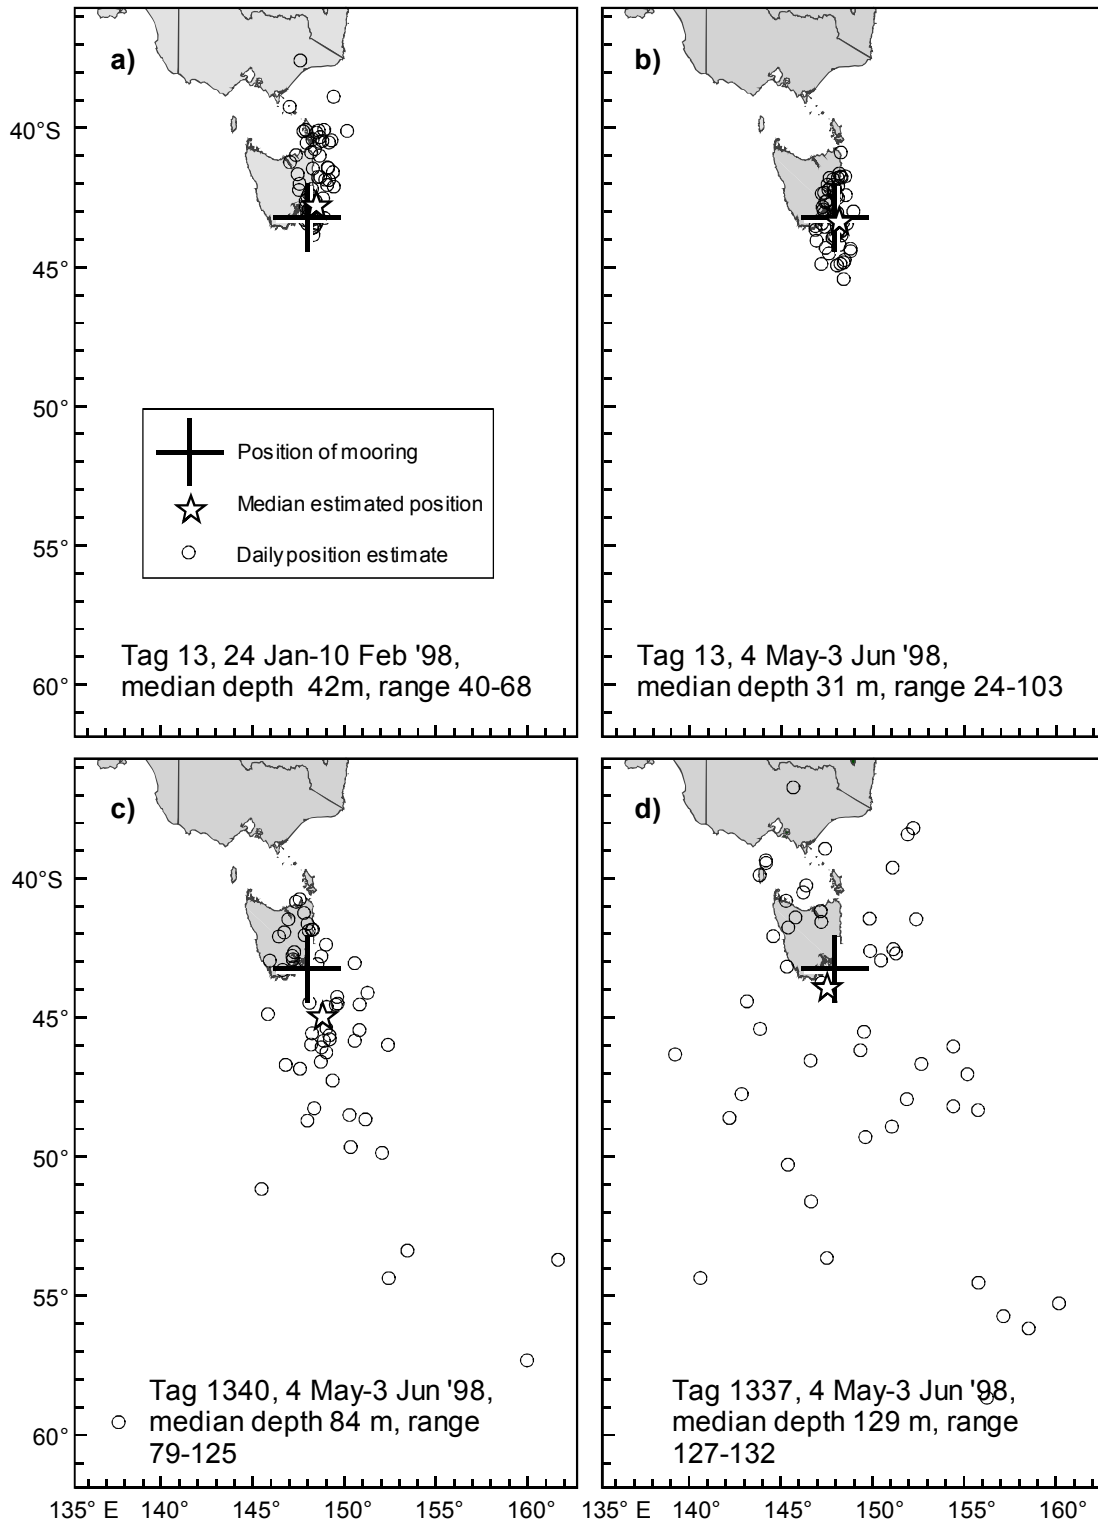 a)
b)
40°S
45°
50°
55°
60°
Position of mooring
Median estimated position
Daily position estimate
Tag 13, 24 Jan-10 Feb '98,
median depth 42m, range 40-68
Tag 13, 4 May-3 Jun '98,
median depth 31 m, range 24-103
c)
d)
40°S
45°
50°
55°
60°
Tag 1340, 4 May-3 Jun '98,
median depth 84 m, range
79-125
Tag 1337, 4 May-3 Jun '98,
median depth 129 m, range
127-132
135° E 140° 145° 150° 155° 160°
135° E 140° 145° 150° 155° 160°